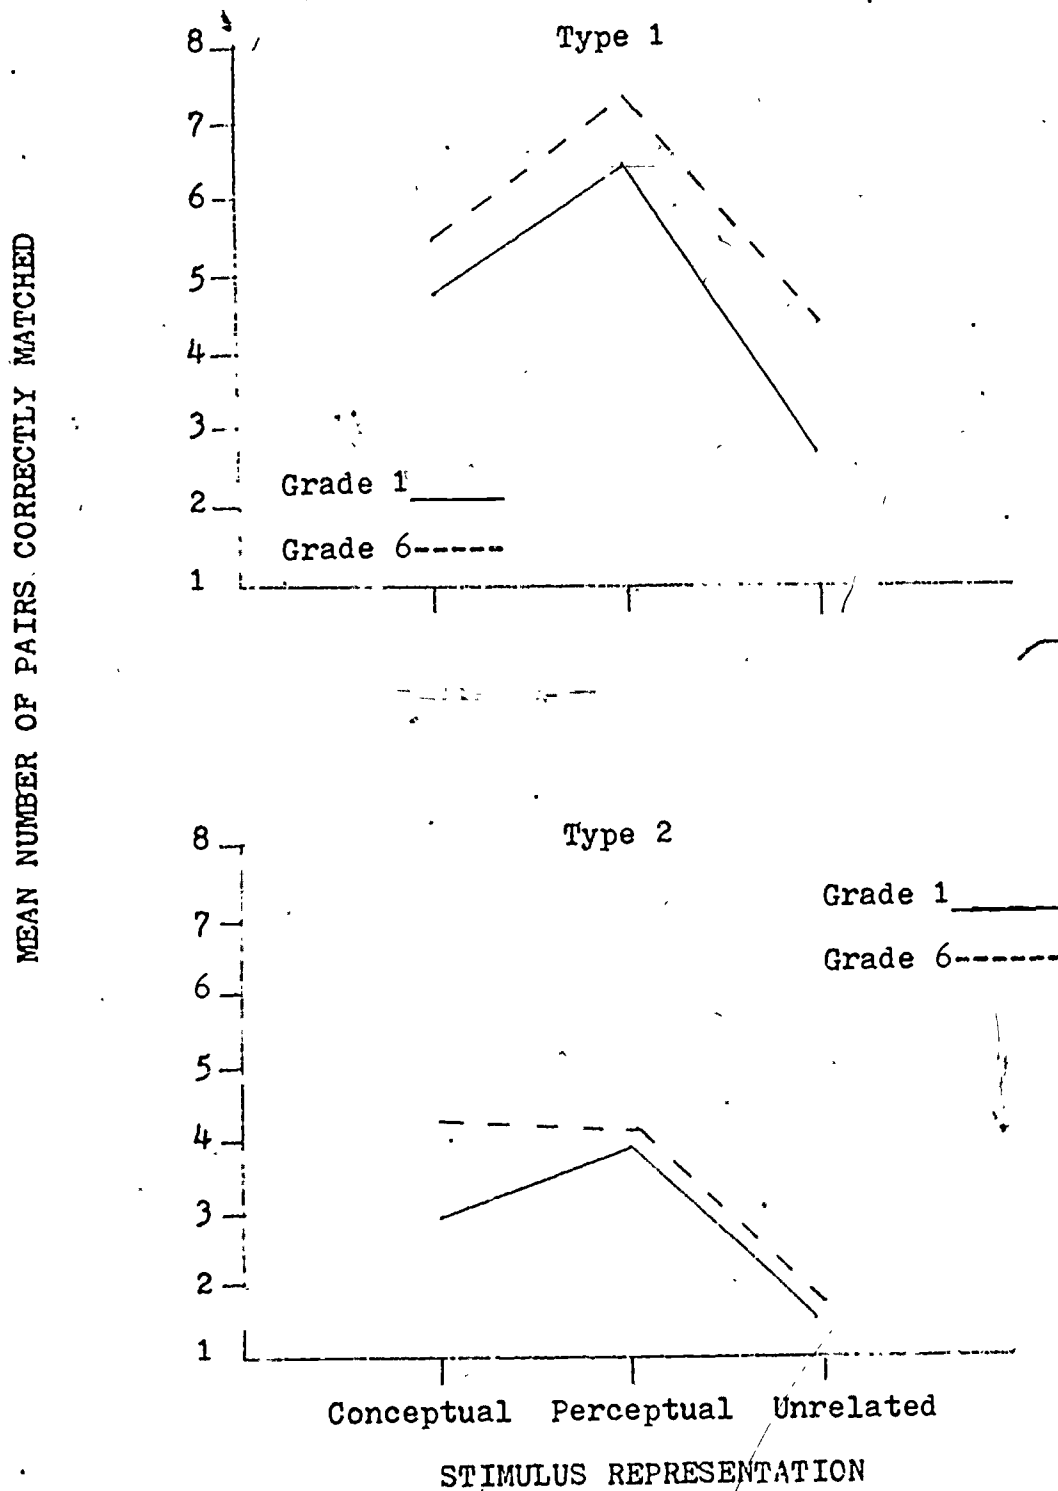 MEAN NUMBER OF PAIRS CORRECTLY MATCHED
Type 1
8
7
6
5
4
3
2
1
Grade 1
Grade 6
Type 2
8
7
6
5
4
3
2
1
Grade 1
Grade 6
Conceptual Perceptual Unrelated
STIMULUS REPRESENTATION